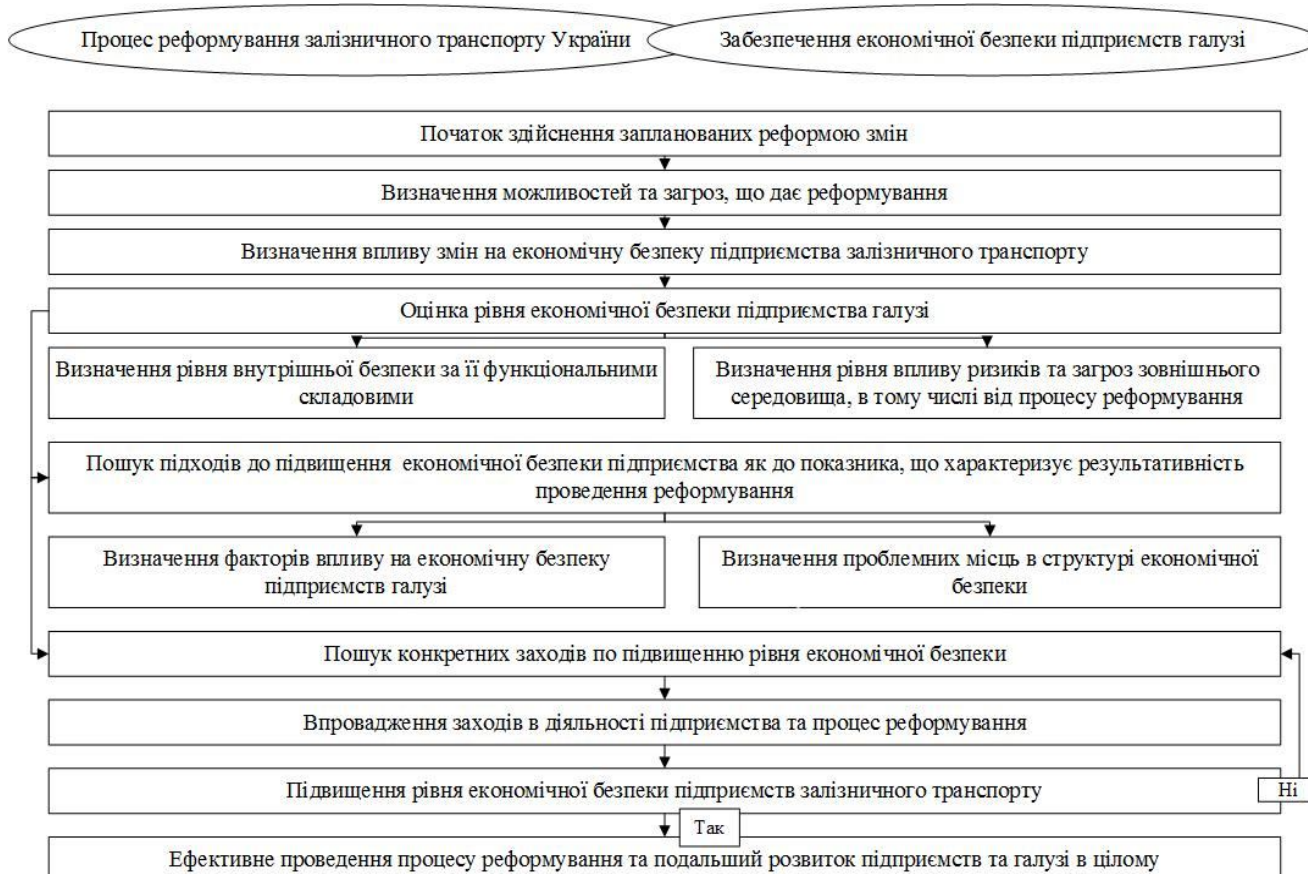 Процес реформування залізничного транспорту України
Забезпечення економічної безпеки підприємств галузі
Початок здійснення запланованих реформою змін
Визначення можливостей та загроз, що дає реформування
Визначення впливу змін на економічну безпеку підприємства залізничного транспорту
Оцінка рівня економічної безпеки підприємства галузі
Визначення рівня внутрішньої безпеки за її функціональними
складовими
Визначення рівня впливу ризиків та загроз зовнішнього
середовища, в тому числі від процесу реформування
Пошук підходів до підвищення економічної безпеки підприємства як до показника, що характеризує результативність
проведення реформування
Визначення факторів впливу на економічну безпеку
підприємств галузі
Визначення проблемних місць в структурі економічної
безпеки
Пошук конкретних заходів по підвищенню рівня економічної безпеки
Впровадження заходів в діяльності підприємства та процес реформування
Підвищення рівня економічної безпеки підприємств залізничного транспорту
Ні
Так
Ефективне проведення процесу реформування та подальший розвиток підприємств та галузі в цілому